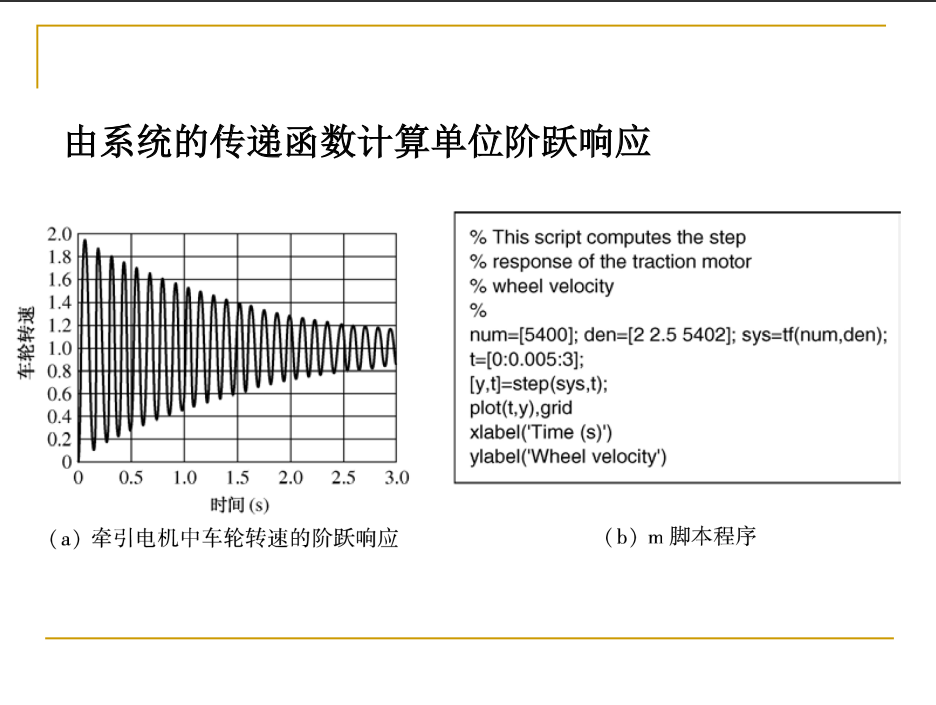 由系统的传递函数计算单位阶跃响应
2.0
1.8
1.6
1.4
1.2
1.0
0.8
0.6
0.4
0.2
0
车轮转速
0 0.5 1.0 1.5 2.0 2.5 3.0
时间 (s)
(a) 牵引电机中车轮转速的阶跃响应
% This script computes the step
% response of the traction motor
% wheel velocity
%
num=[5400]; den=[2 2.5 5402]; sys=tf(num,den);
t=[0:0.005:3];
[y,t]=step(sys,t);
plot(t,y),grid
xlabel('Time (s)')
ylabel('Wheel velocity')
(b) m 脚本程序